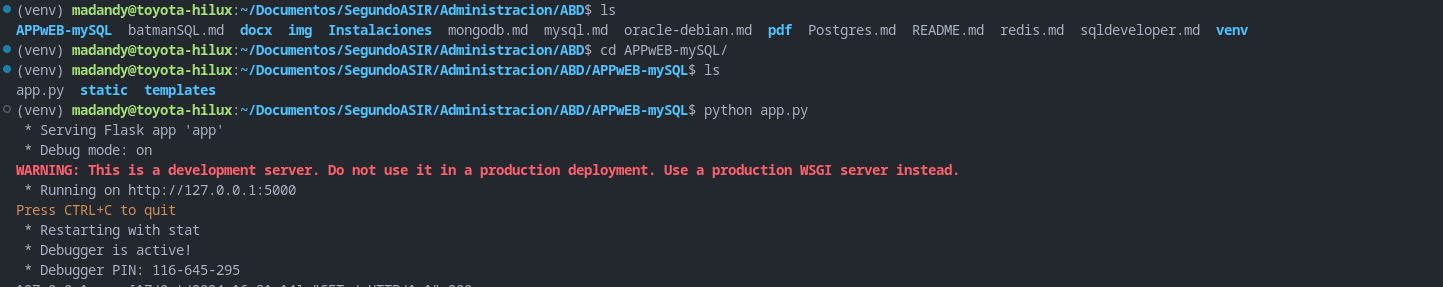 (venv) madandy@toyota-hilux:~/Documentos/SegundoASIR/Administracion/ABD$ ls
APPwEB-mySQL batmanSQL.md docx img Instalaciones mongodb.md mysql.md oracle-debian.md pdf Postgres.md README.md redis.md sqldeveloper.md venv
(venv) madandy@toyota-hilux:~/Documentos/SegundoASIR/Administracion/ABD$ cd APPwEB-mySQL/
(venv) madandy@toyota-hilux:~/Documentos/SegundoASIR/Administracion/ABD/APPwEB-mySQL$ ls
app.py static templates
(venv) madandy@toyota-hilux:~/Documentos/SegundoASIR/Administracion/ABD/APPwEB-mySQL$ python app.py
* Serving Flask app 'app'
* Debug mode: on
WARNING: This is a development server. Do not use it in a production deployment. Use a production WSGI server instead.
* Running on http://127.0.0.1:5000
Press CTRL+C to quit
* Restarting with stat
* Debugger is active!
* Debugger PIN: 116-645-295